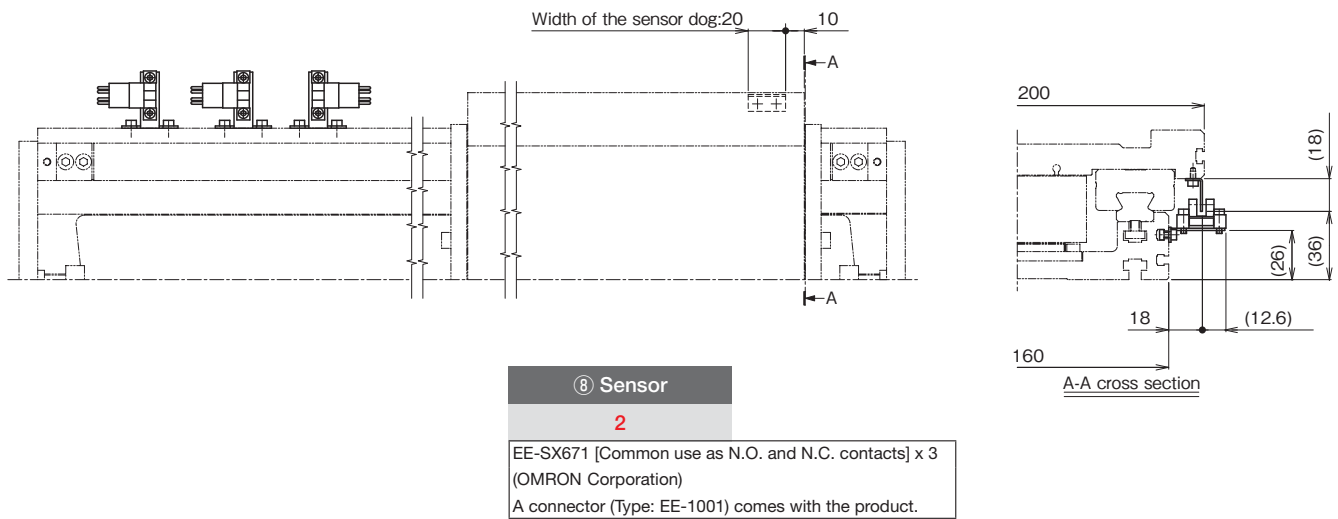 Width of the sensor dog:20
10
A
A
200
(18)
(26)
(36)
18
(12.6)
160
A-A cross section
⑧ Sensor
2
EE-SX671 [Common use as N.O. and N.C. contacts] x 3
(OMRON Corporation)
A connector (Type: EE-1001) comes with the product.